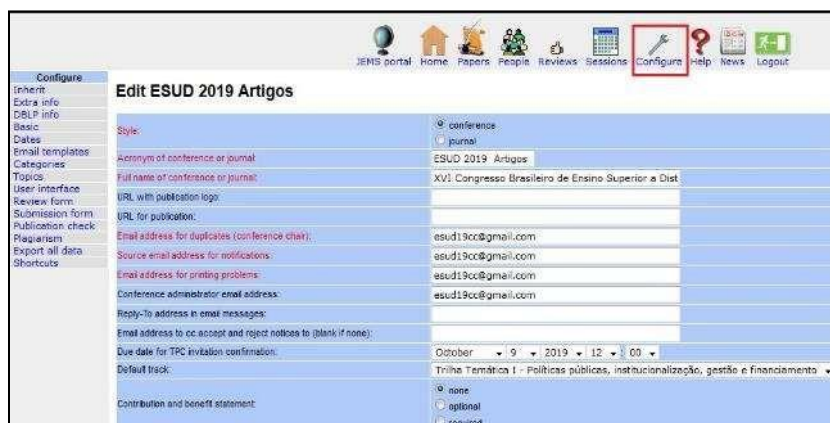 JEMS portal Home Papers People Reviews Sessions Configure Help News Logout
Configure
Inherit
Extra info
DBLP info
Basic
Dates
Email templates
Categories
Topics
User interface
Review form
Submission form
Publication check
Plagiarism
Export all data
Shortcuts
Edit ESUD 2019 Artigos
Style: conference
journal
Acronym of conference or journal: ESUD 2019 Artigos
Full name of conference or journal: XVI Congresso Brasileiro de Ensino Superior a Dist
URL with publication logo:
URL for publication:
Email address for duplicates (conference chair): esud19cc@gmail.com
Source email address for notifications: esud19cc@gmail.com
Email address for printing problems: esud19cc@gmail.com
Conference administrator email address: esud19cc@gmail.com
Reply-To address in email messages:
Email address to cc accept and reject notices to (blank if none):
Due date for TPC invitation confirmation: October 9 2019 12 : 00
Default track: Trilha Temática I - Políticas públicas, institucionalização, gestão e financiamento
Contribution and benefit statement: none
optional
required